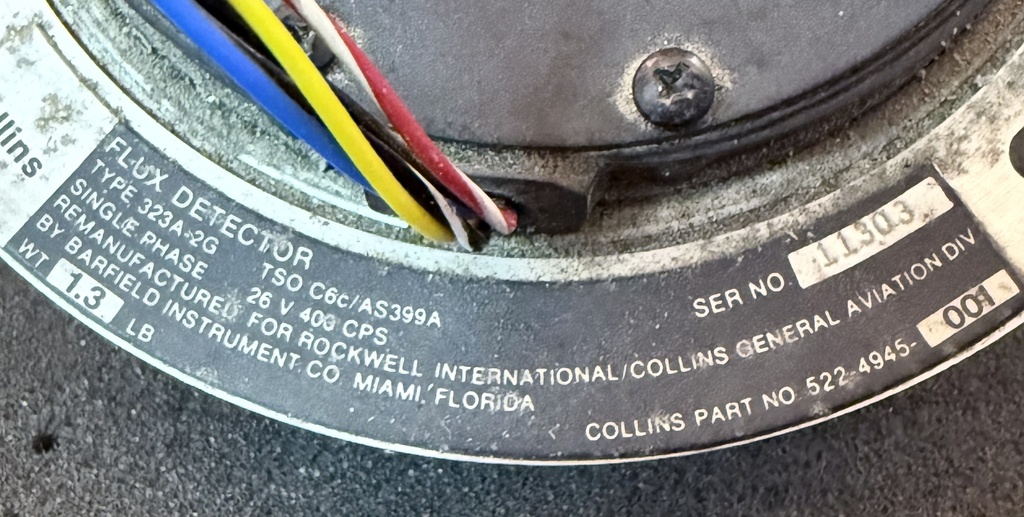 llins
FLUX DETECTOR
TYPE 323A-2G TSO C6c/AS399A
SINGLE PHASE 26 V 400 CPS
REMANUFACTURED FOR ROCKWELL INTERNATIONAL/COLLINS GENERAL AVIATION DIV
BY BARFIELD INSTRUMENT CO. MIAMI, FLORIDA
WT 1.3 LB
SER NO. 11303
COLLINS PART NO. 522-4945-001